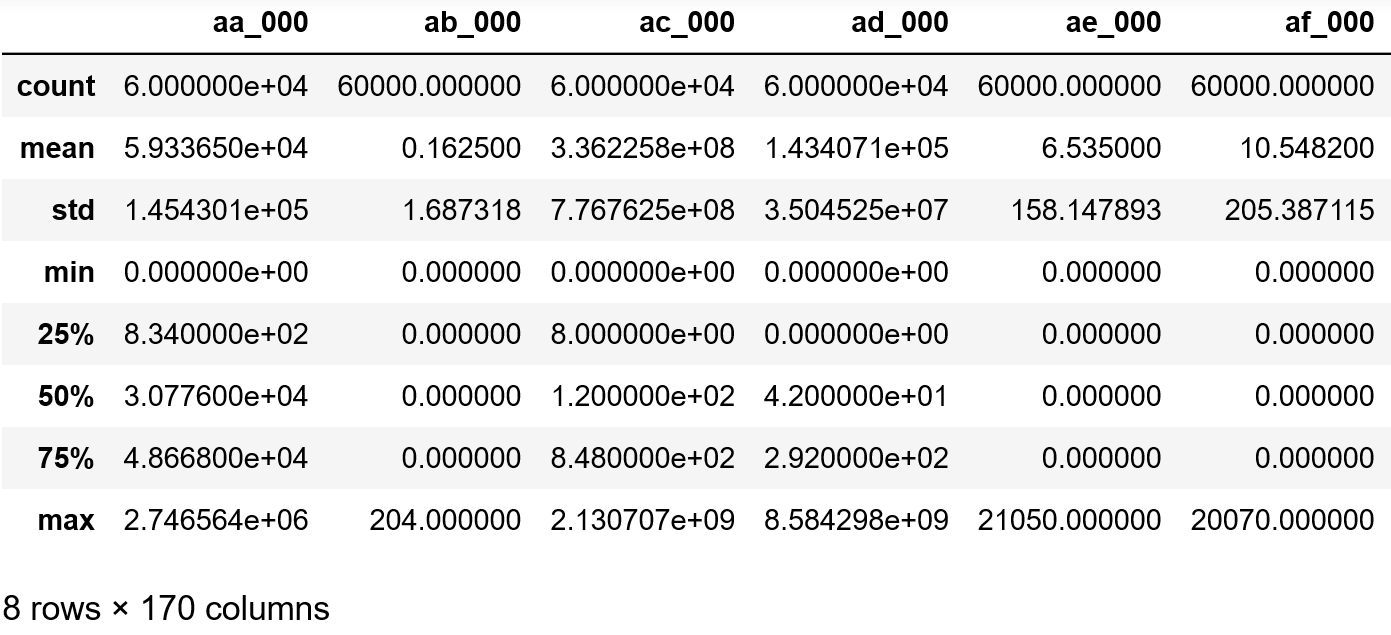 aa_000 ab_000 ac_000 ad_000 ae_000 af_000
count 6.000000e+04 60000.000000 6.000000e+04 6.000000e+04 60000.000000 60000.000000
mean 5.933650e+04 0.162500 3.362258e+08 1.434071e+05 6.535000 10.548200
std 1.454301e+05 1.687318 7.767625e+08 3.504525e+07 158.147893 205.387115
min 0.000000e+00 0.000000 0.000000e+00 0.000000e+00 0.000000 0.000000
25% 8.340000e+02 0.000000 8.000000e+00 0.000000e+00 0.000000 0.000000
50% 3.077600e+04 0.000000 1.200000e+02 4.200000e+01 0.000000 0.000000
75% 4.866800e+04 0.000000 8.480000e+02 2.920000e+02 0.000000 0.000000
max 2.746564e+06 204.000000 2.130707e+09 8.584298e+09 21050.000000 20070.000000
8 rows × 170 columns